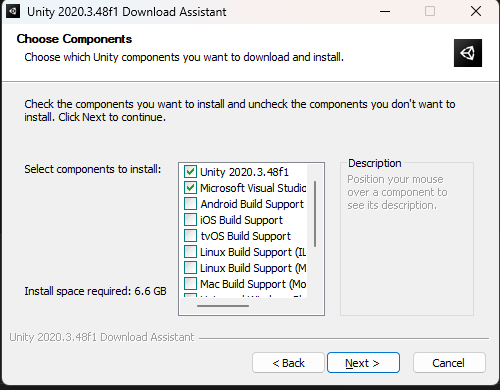 Unity 2020.3.48f1 Download Assistant
Choose Components
Choose which Unity components you want to download and install.
Check the components you want to install and uncheck the components you don't want to
install. Click Next to continue.
Select components to install:
Unity 2020.3.48f1
Microsoft Visual Studio
Android Build Support
iOS Build Support
tvOS Build Support
Linux Build Support (IL
Linux Build Support (M
Mac Build Support (Mo
Description
Position your mouse
over a component to
see its description.
Install space required: 6.6 GB
Unity 2020.3.48f1 Download Assistant
< Back
Next >
Cancel